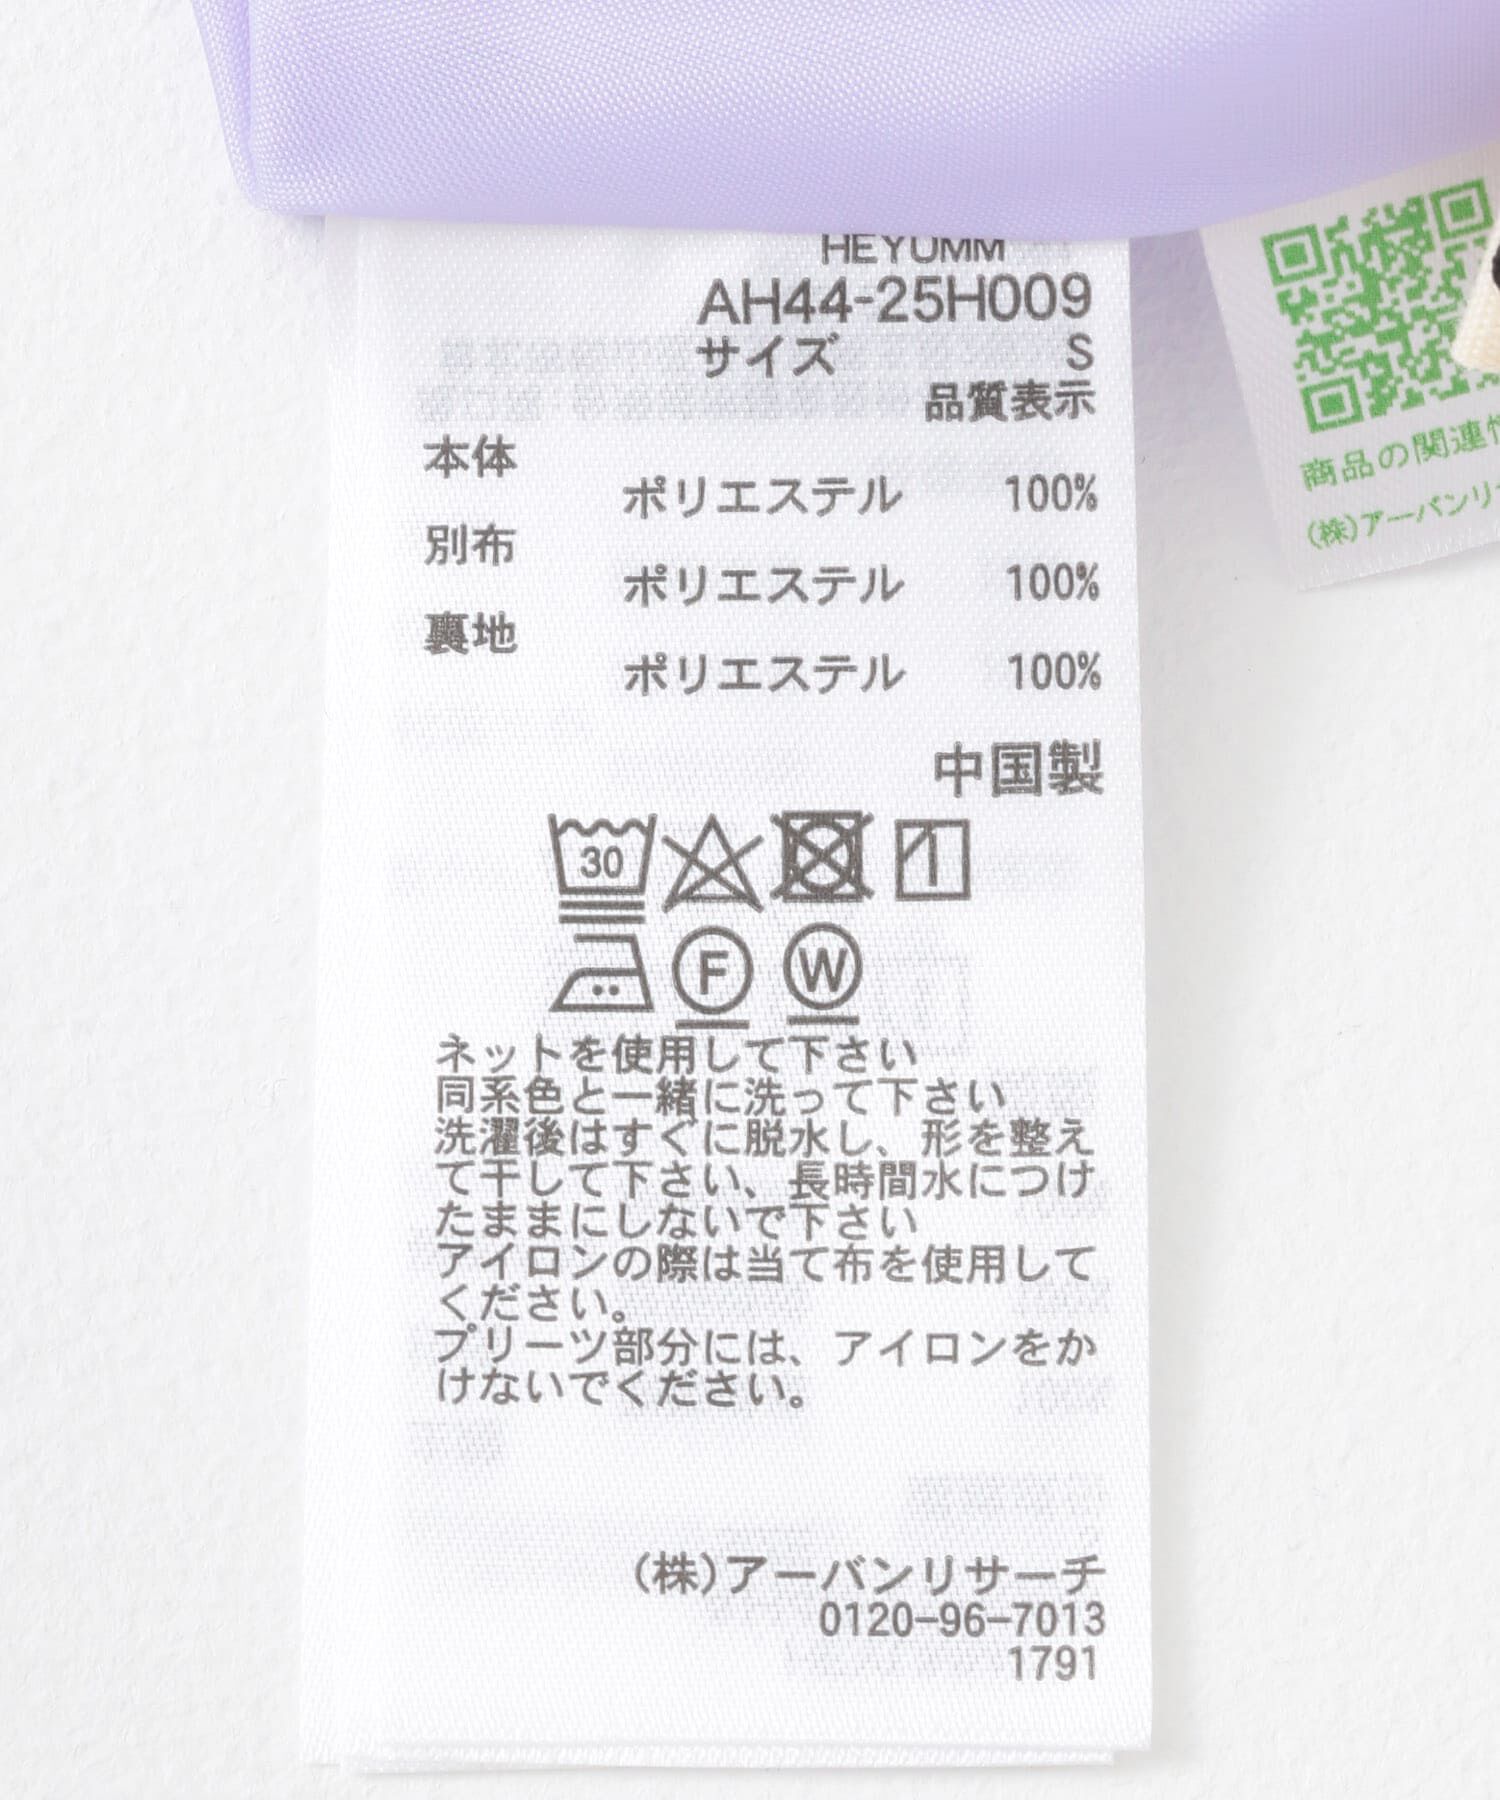 HEYUMM
AH44-25H009
サイズ S
品質表示
本体
ポリエステル 100%
別布
ポリエステル 100%
裏地
ポリエステル 100%
中国製
30
F W
ネットを使用して下さい
同系色と一緒に洗って下さい
洗濯後はすぐに脱水し、形を整え
て干して下さい、長時間水につけ
たままにしないで下さい
アイロンの際は当て布を使用して
ください。
プリーツ部分には、アイロンをか
けないでください。
(株)アーバンリサーチ
0120-96-7013
1791
商品の関連
(株)アーバンリ